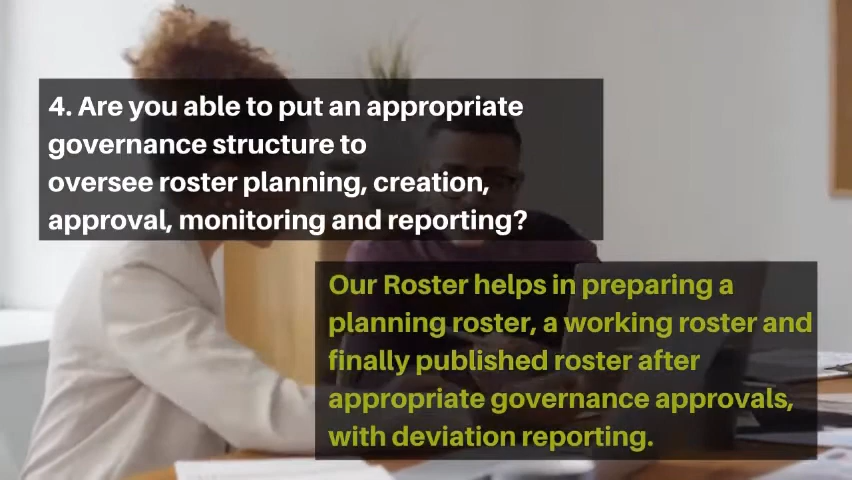 4. Are you able to put an appropriate
governance structure to
oversee roster planning, creation,
approval, monitoring and reporting?
Our Roster helps in preparing a
planning roster, a working roster and
finally published roster after
appropriate governance approvals,
with deviation reporting.